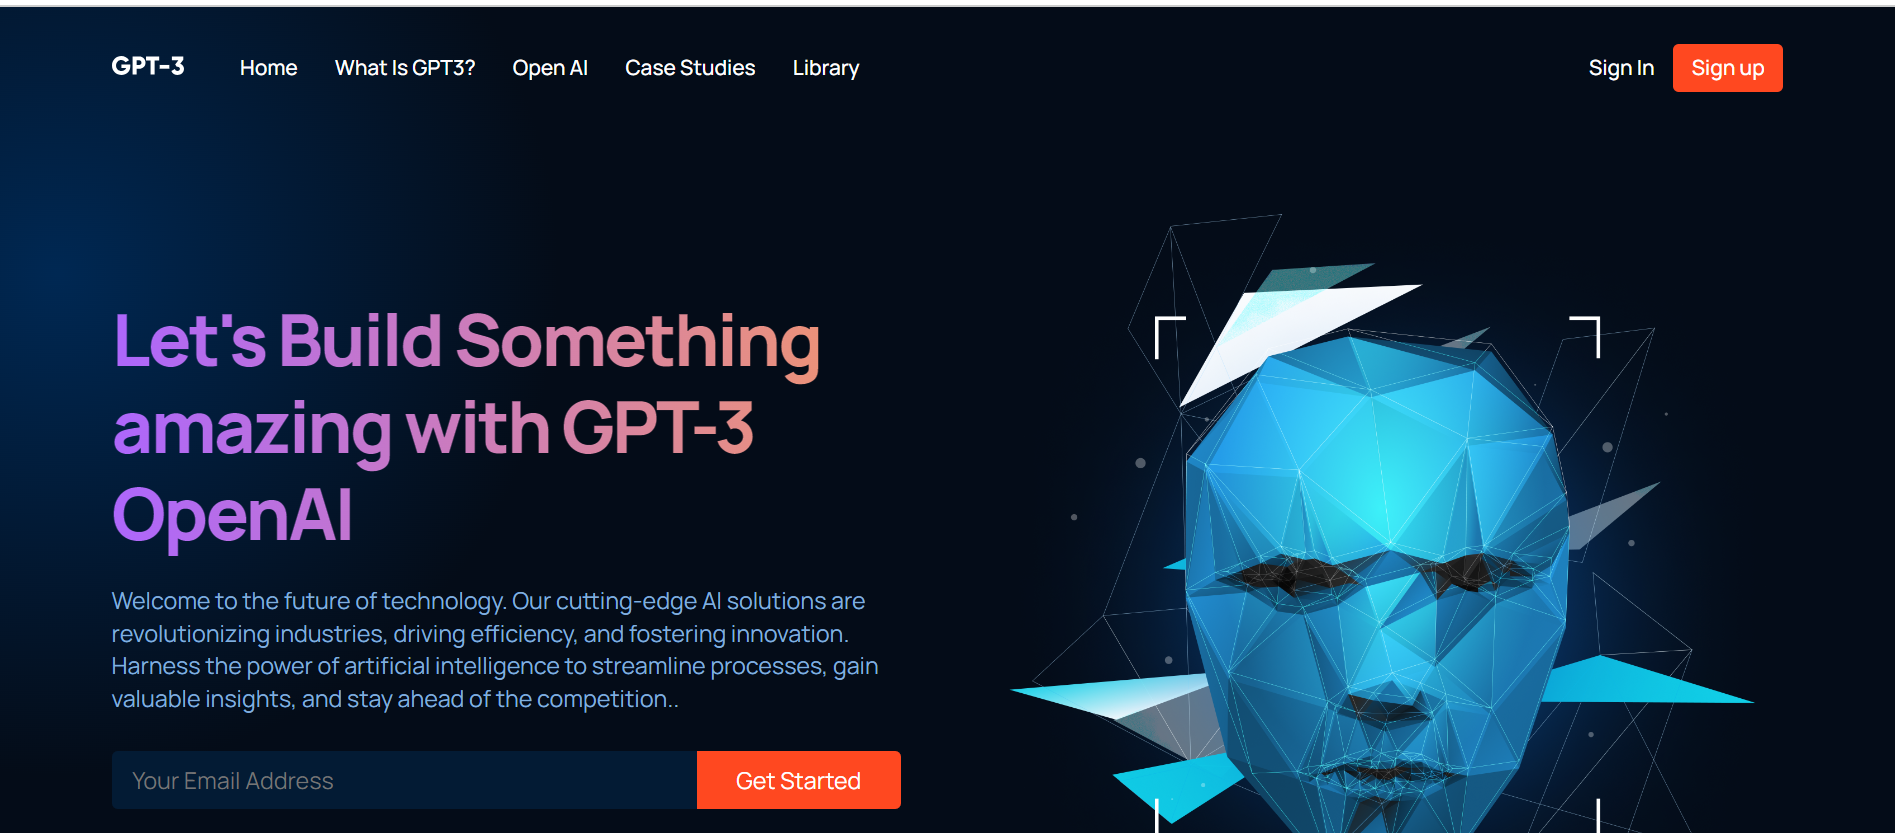 GPT-3 Home What Is GPT3? Open AI Case Studies Library Sign In Sign up
Let's Build Something
amazing with GPT-3
OpenAI
Welcome to the future of technology. Our cutting-edge AI solutions are
revolutionizing industries, driving efficiency, and fostering innovation.
Harness the power of artificial intelligence to streamline processes, gain
valuable insights, and stay ahead of the competition..
Your Email Address Get Started